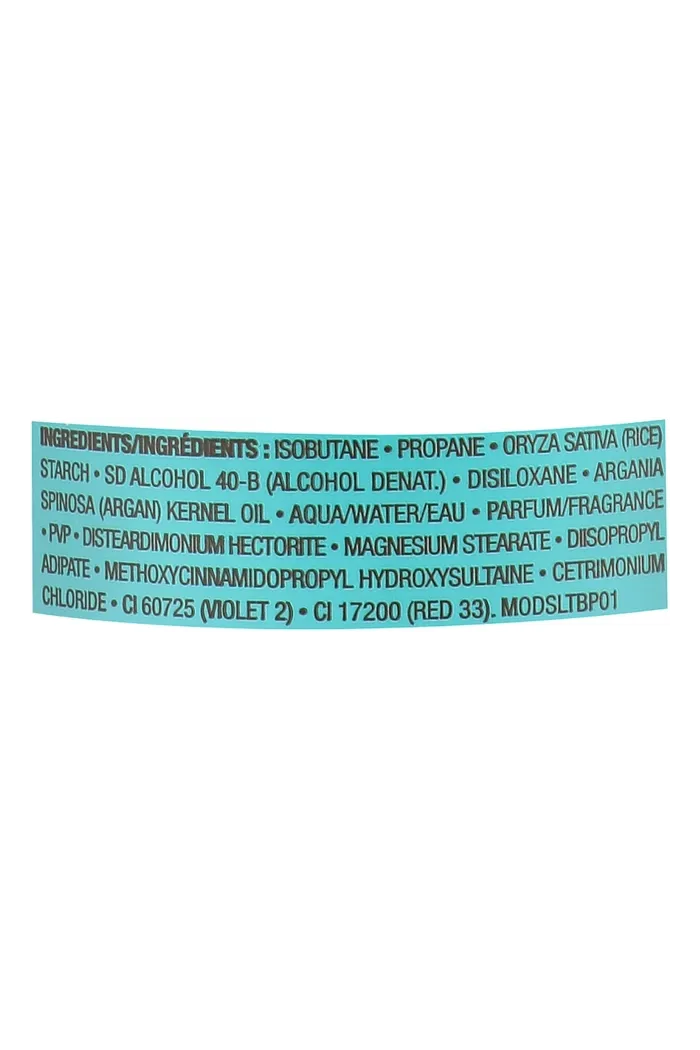 INGREDIENTS/INGRÉDIENTS : ISOBUTANE • PROPANE • ORYZA SATIVA (RICE)
STARCH • SD ALCOHOL 40-B (ALCOHOL DENAT.) • DISILOXANE • ARGANIA
SPINOSA (ARGAN) KERNEL OIL • AQUA/WATER/EAU • PARFUM/FRAGRANCE
• PVP • DISTEARDIMONIUM HECTORITE • MAGNESIUM STEARATE • DIISOPROPYL
ADIPATE • METHOXYCINNAMIDOPROPYL HYDROXYSULTAINE • CETRIMONIUM
CHLORIDE • CI 60725 (VIOLET 2) • CI 17200 (RED 33). MODSLTBP01